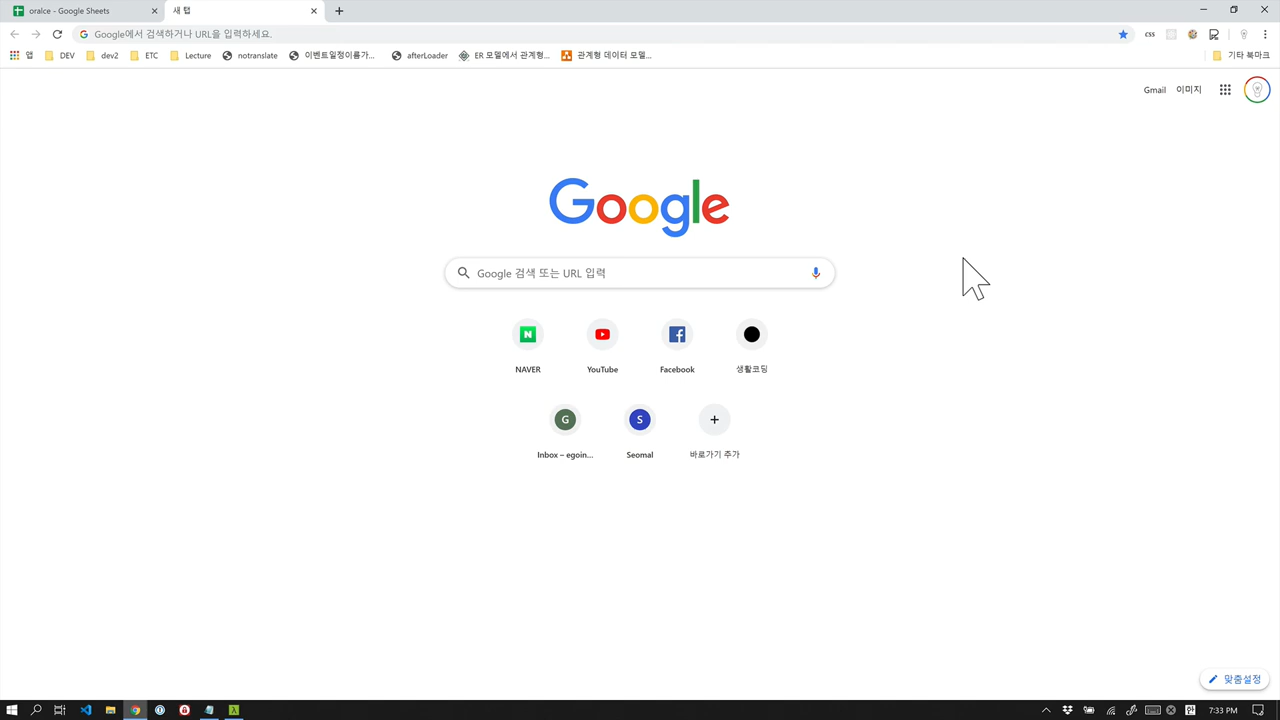 oralce - Google Sheets
새 탭
Google에서 검색하거나 URL을 입력하세요.
css
앱
DEV
dev2
ETC
Lecture
notranslate
이벤트일정이름가...
afterLoader
ER 모델에서 관계형...
관계형 데이터 모델...
기타 북마크
Gmail
이미지
Google
Google 검색 또는 URL 입력
N
NAVER
YouTube
Facebook
생활코딩
G
S
Inbox – egoin...
Seomal
바로가기 추가
맞춤설정
7:33 PM